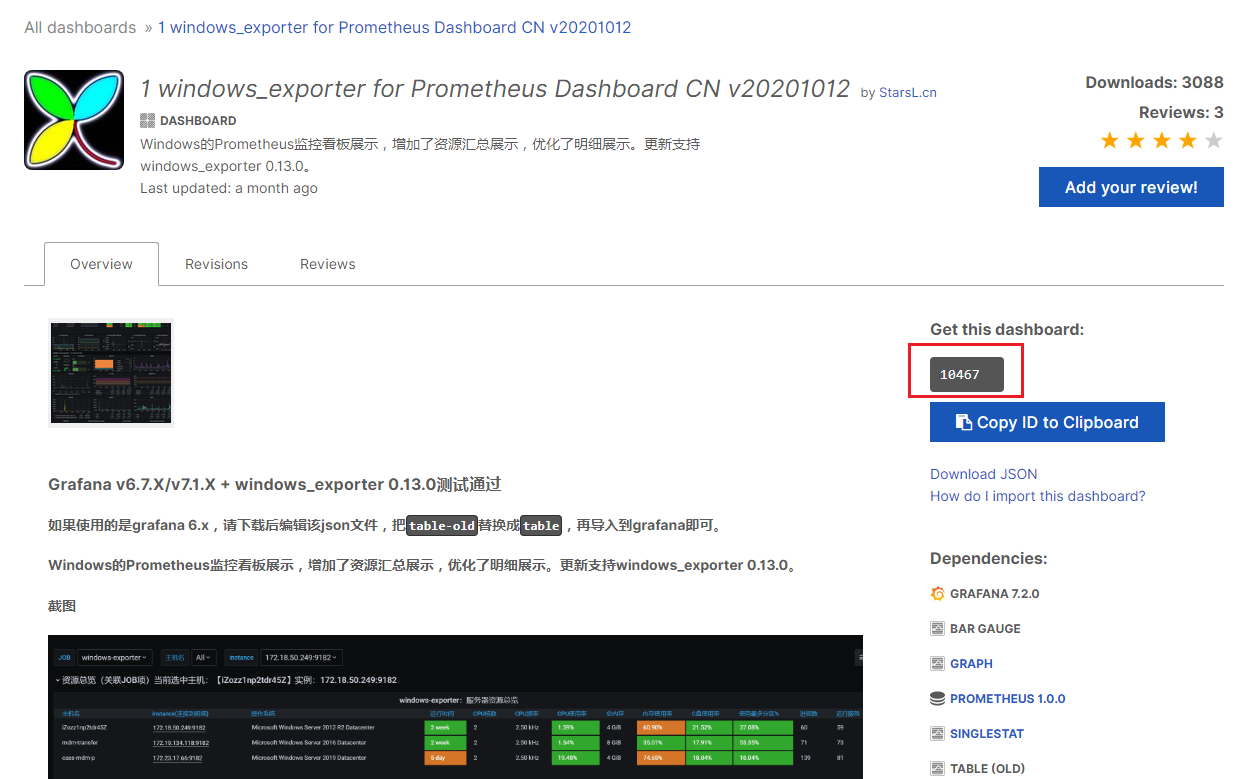 All dashboards » 1 windows_exporter for Prometheus Dashboard CN v20201012
1 windows_exporter for Prometheus Dashboard CN v20201012 by StarsL.cn
DASHBOARD
Windows的Prometheus监控看板展示，增加了资源汇总展示，优化了明细展示。更新支持
windows_exporter 0.13.0。
Last updated: a month ago
Downloads: 3088
Reviews: 3
Add your review!
Overview
Revisions
Reviews
Get this dashboard:
10467
Copy ID to Clipboard
Download JSON
How do I import this dashboard?
Grafana v6.7.X/v7.1.X + windows_exporter 0.13.0测试通过
如果使用的是grafana 6.x，请下载后编辑该json文件，把table-old替换成table，再导入到grafana即可。
Windows的Prometheus监控看板展示，增加了资源汇总展示，优化了明细展示。更新支持windows_exporter 0.13.0。
截图
Dependencies:
GRAFANA 7.2.0
BAR GAUGE
GRAPH
PROMETHEUS 1.0.0
SINGLESTAT
TABLE (OLD)
JOB windows-exporter 主机名 All Instance 172.18.50.249:9182
资源总览（关联JOB项）当前选中主机：【iZozz1np2tdr45Z】实例：172.18.50.249:9182
windows-exporter：服务器资源总览
主机名 Instance(连接到明细) 操作系统 运行时间 CPU核数 CPU频率 CPU使用率 总内存 内存使用率 C盘使用率 使用最多分区% 进程数 运行服务
iZozz1np2tdr45Z 172.18.50.249:9182 Microsoft Windows Server 2012 R2 Datacenter 2 week 2 2.50 kHz 1.59% 4 GiB 60.90% 21.52% 37.08% 60 59
mdm-transfer 172.19.134.118:9182 Microsoft Windows Server 2016 Datacenter 2 week 2 2.50 kHz 1.54% 8 GiB 35.01% 17.91% 53.55% 71 73
cass-mdm-p 172.23.17.66:9182 Microsoft Windows Server 2019 Datacenter 5 day 2 2.50 kHz 19.48% 4 GiB 74.65% 18.04% 18.04% 139 81